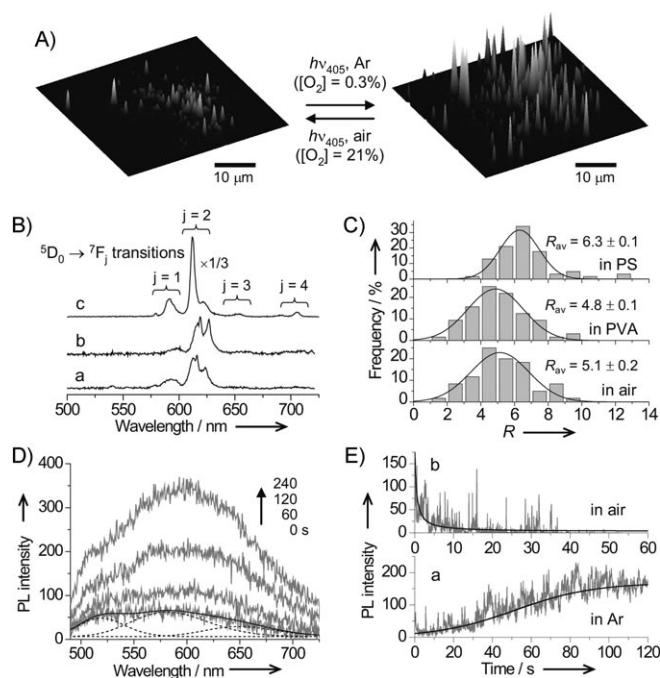 A)
hν405, Ar
([O2] = 0.3%)
hν405, air
([O2] = 21%)
10 μm
10 μm
B)
5D0 → 7Fj transitions
j = 2
×1/3
j = 1
j = 3
j = 4
c
b
a
500 550 600 650 700
Wavelength / nm
C)
Frequency / %
30
20
10
0
Rav = 6.3 ± 0.1
in PS
20
10
0
Rav = 4.8 ± 0.1
in PVA
20
10
0
Rav = 5.1 ± 0.2
in air
0 2 4 6 8 10 12 14
R
D)
PL intensity
400
300
200
100
0
240
120
60
0 s
500 550 600 650 700
Wavelength / nm
E)
PL intensity
150
100
50
0
b
in air
0 10 20 30 40 50 60
200
100
0
a
in Ar
0 20 40 60 80 100 120
Time / s